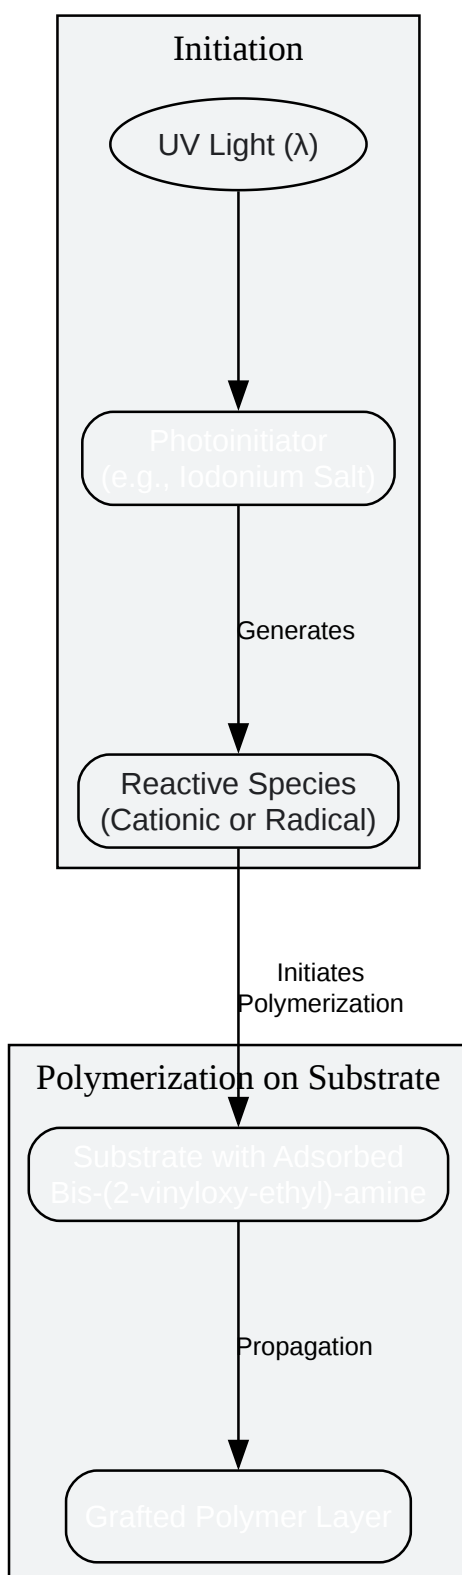 Initiation
UV Light (λ)
Photoinitiator
(e.g., Iodonium Salt)
Generates
Reactive Species
(Cationic or Radical)
Initiates
Polymerization
Polymerization on Substrate
Substrate with Adsorbed
Bis-(2-vinyloxy-ethyl)-amine
Propagation
Grafted Polymer Layer